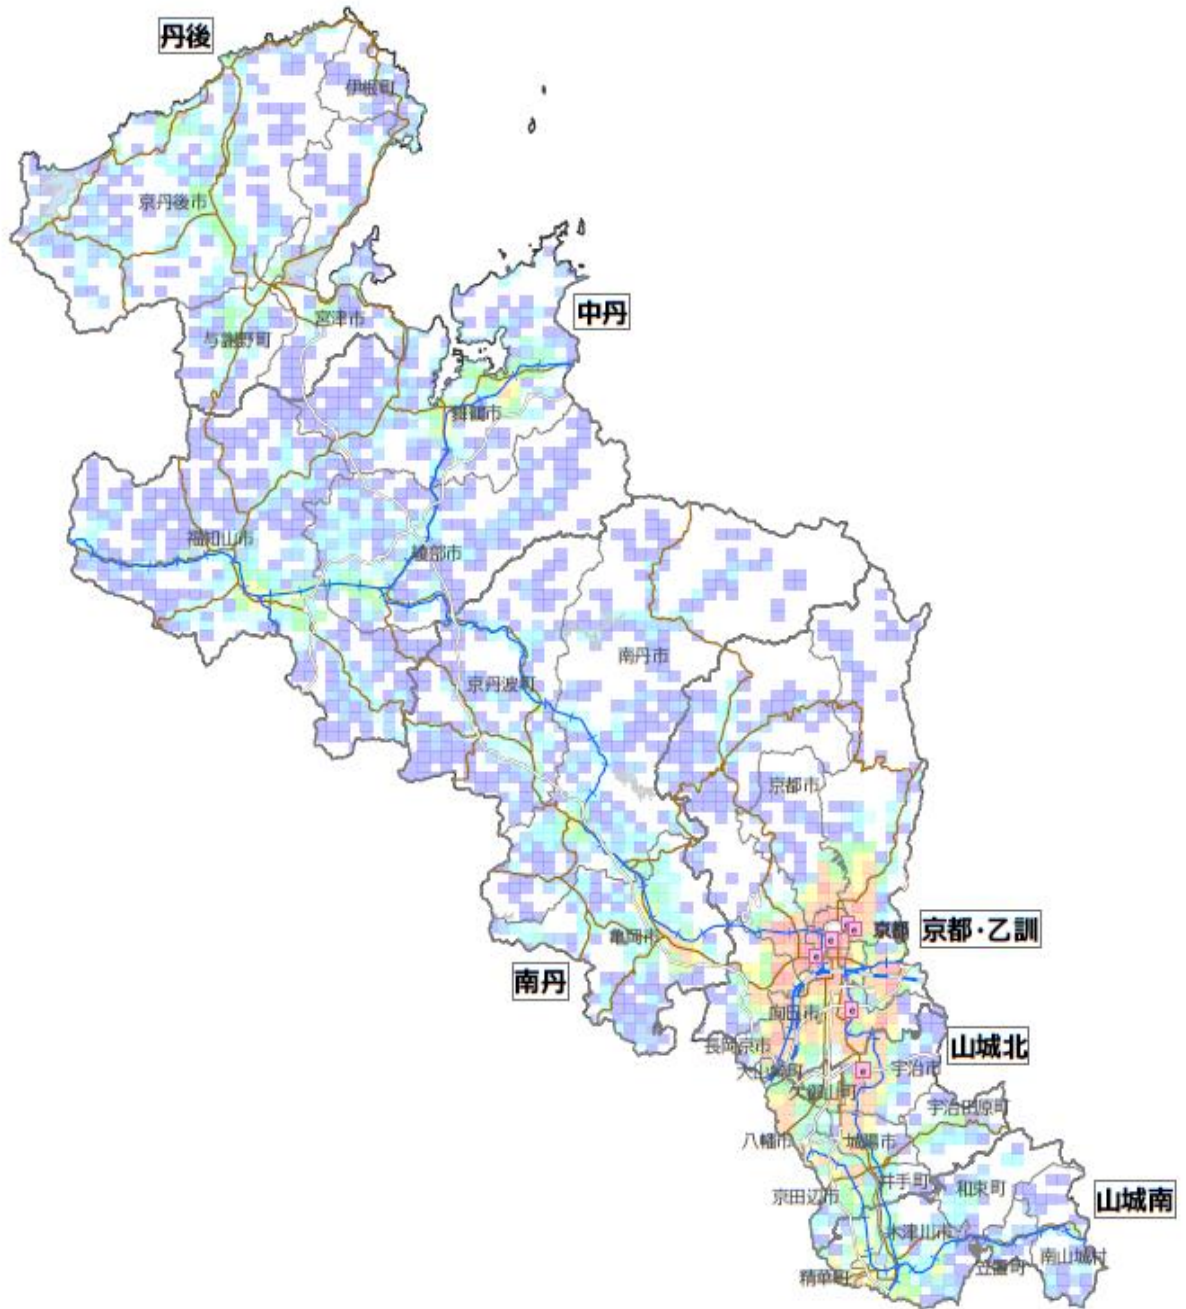 丹後
伊根町
京丹後市
中丹
宮津市
与謝野町
舞鶴市
福知山市
綾部市
南丹市
京丹波町
京都市
京都
京都・乙訓
亀岡市
南丹
向日市
山城北
長岡京市
大山崎町
宇治市
久御山町
宇治田原町
八幡市
城陽市
井手町
和束町
京田辺市
山城南
木津川市
南山城村
笠置町
精華町